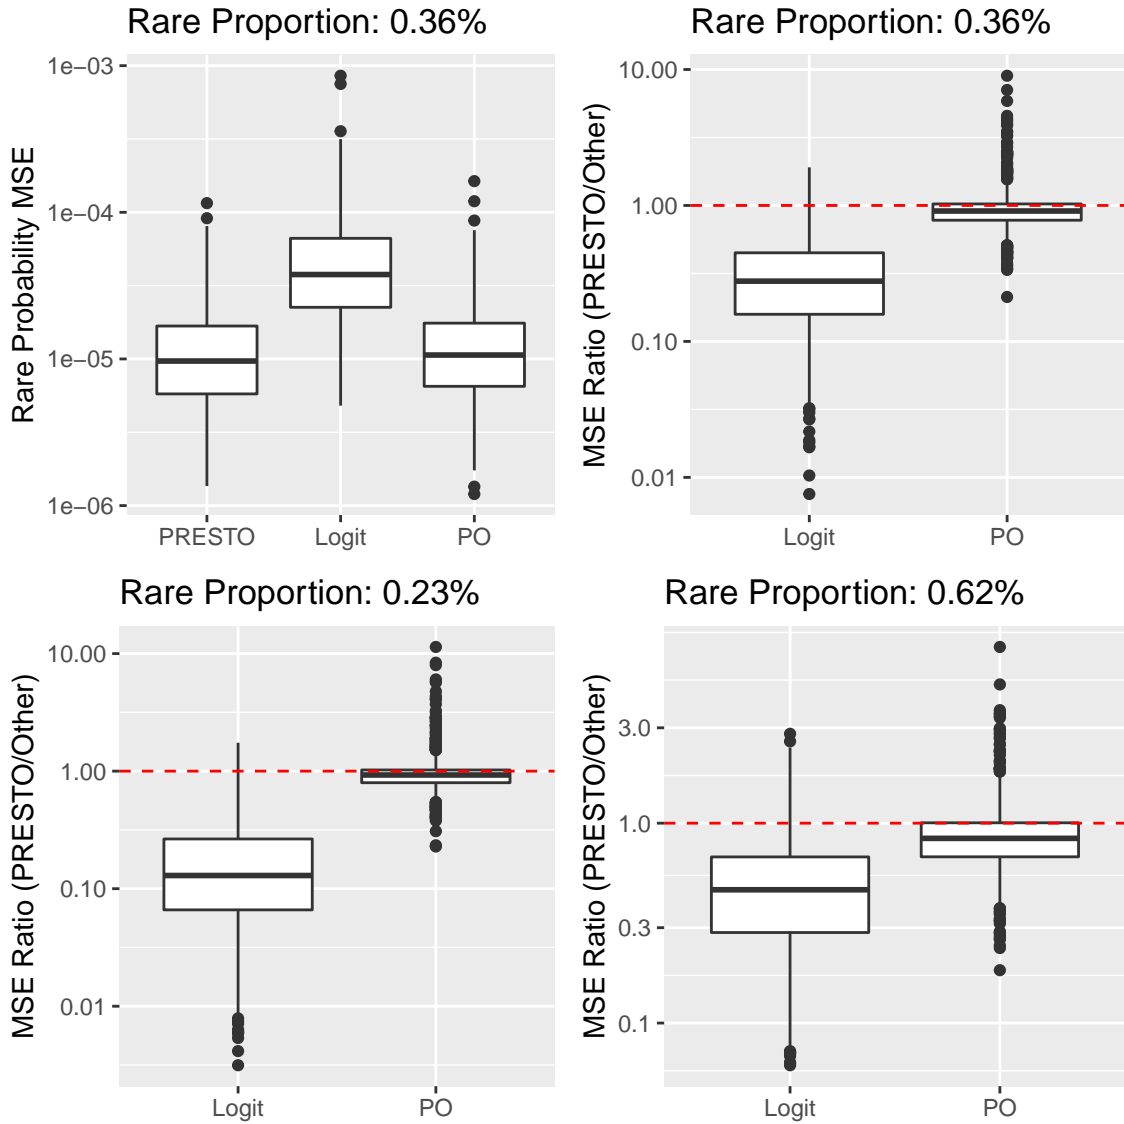 Rare Proportion: 0.36%
Rare Probability MSE
1e−03
1e−04
1e−05
1e−06
PRESTO
Logit
PO
Rare Proportion: 0.36%
MSE Ratio (PRESTO/Other)
10.00
1.00
0.10
0.01
Logit
PO
Rare Proportion: 0.23%
MSE Ratio (PRESTO/Other)
10.00
1.00
0.10
0.01
Logit
PO
Rare Proportion: 0.62%
MSE Ratio (PRESTO/Other)
3.0
1.0
0.3
0.1
Logit
PO